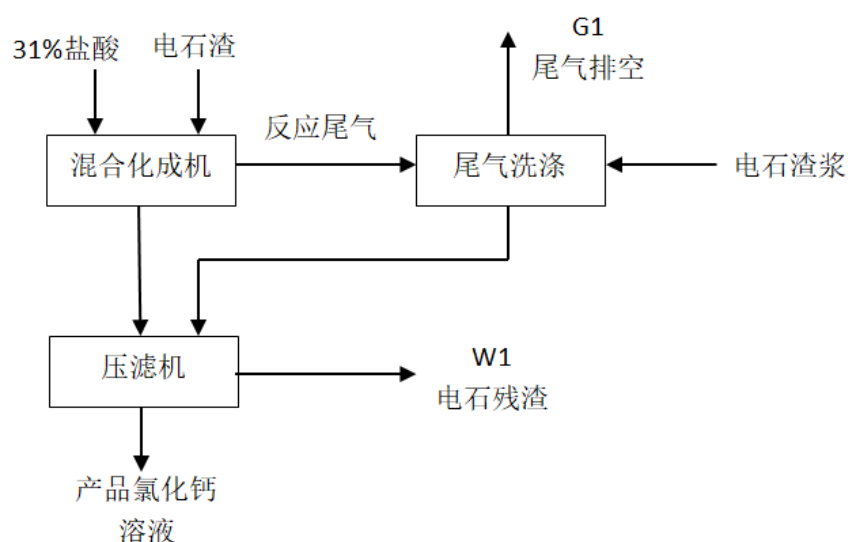 31%盐酸
电石渣
G1
尾气排空
反应尾气
混合化成机
尾气洗涤
电石渣浆
压滤机
W1
电石残渣
产品氯化钙
溶液